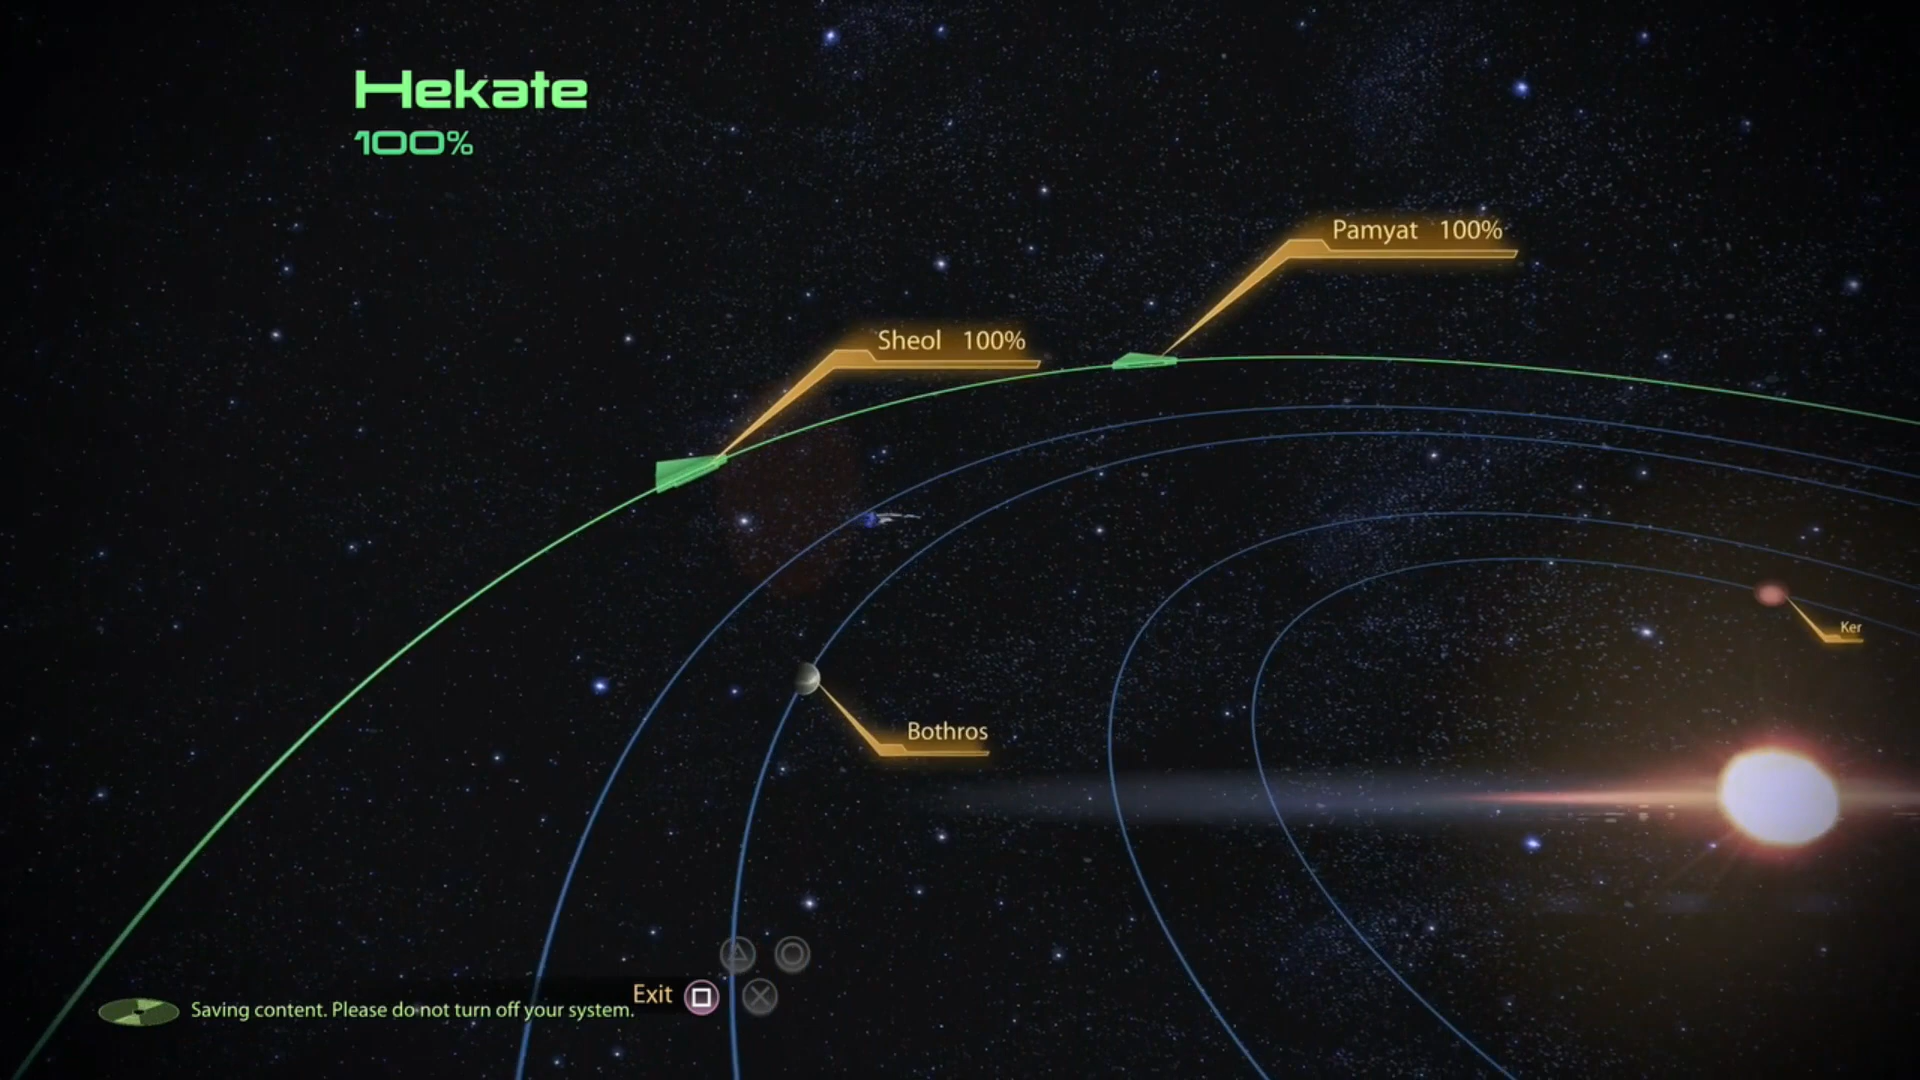 Hekate
100%
Pamyat 100%
Sheol 100%
Ker
Bothros
Exit
Saving content. Please do not turn off your system.